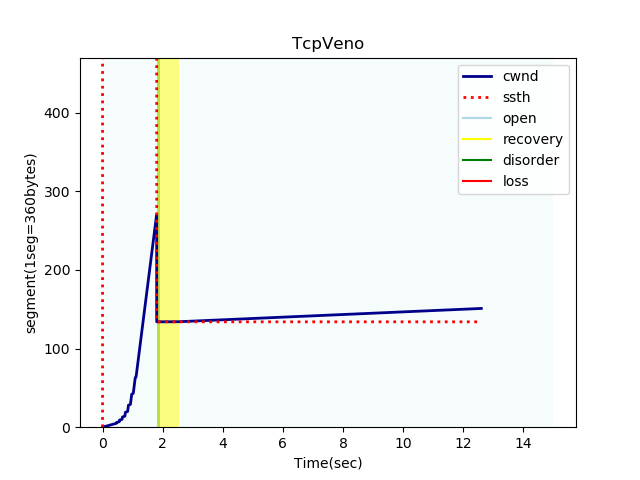 TcpVeno
segment(1seg=360bytes)
400
300
200
100
0
cwnd
ssth
open
recovery
disorder
loss
0 2 4 6 8 10 12 14
Time(sec)